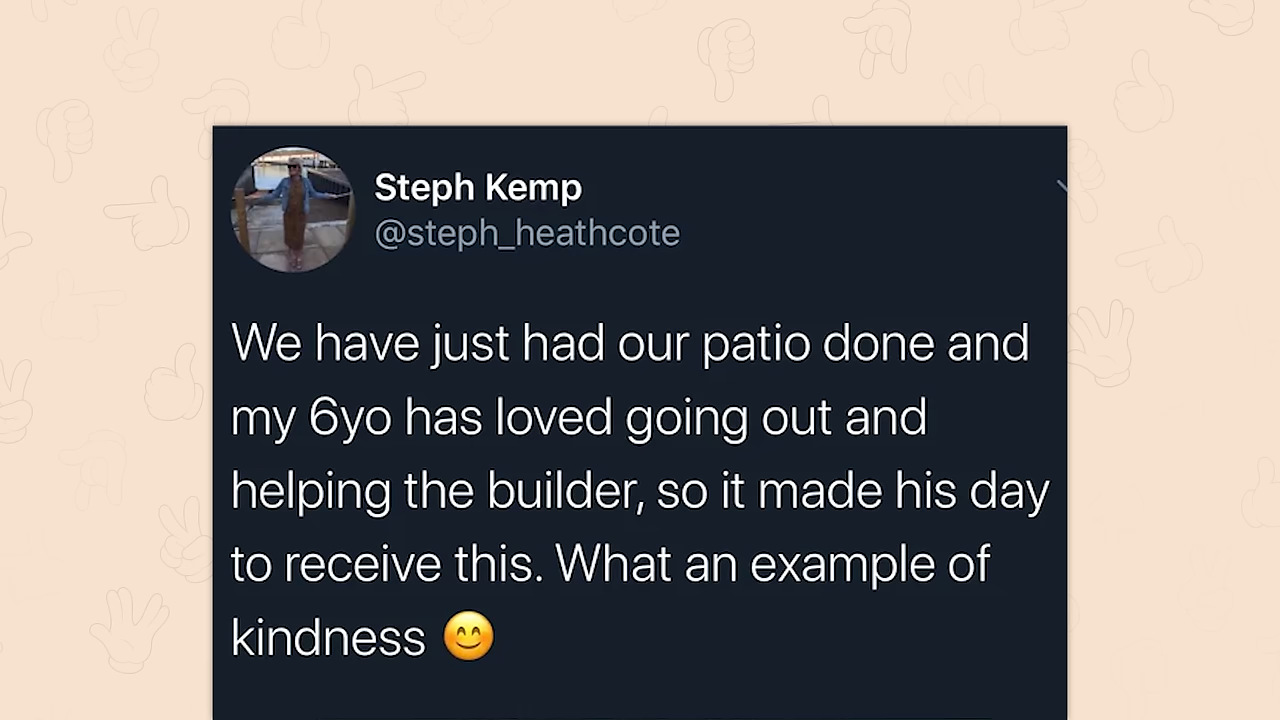 Steph Kemp
@steph_heathcote
We have just had our patio done and
my 6yo has loved going out and
helping the builder, so it made his day
to receive this. What an example of
kindness 😊